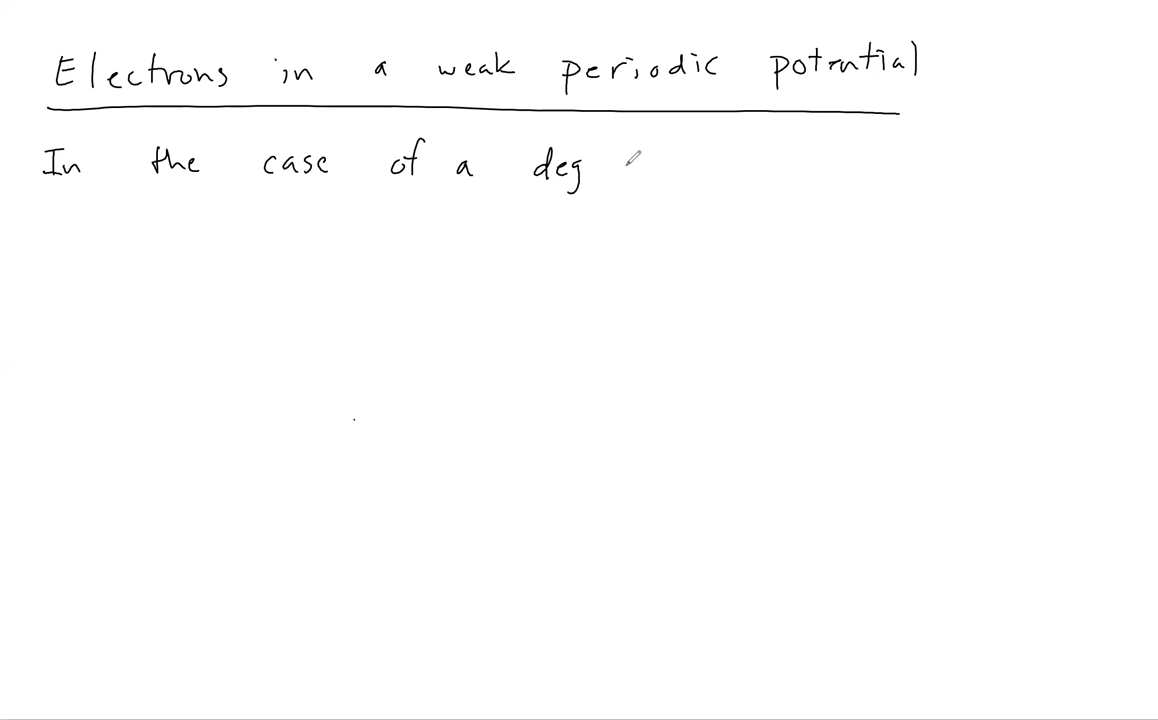 Electrons in a weak periodic potential
In the case of a deg